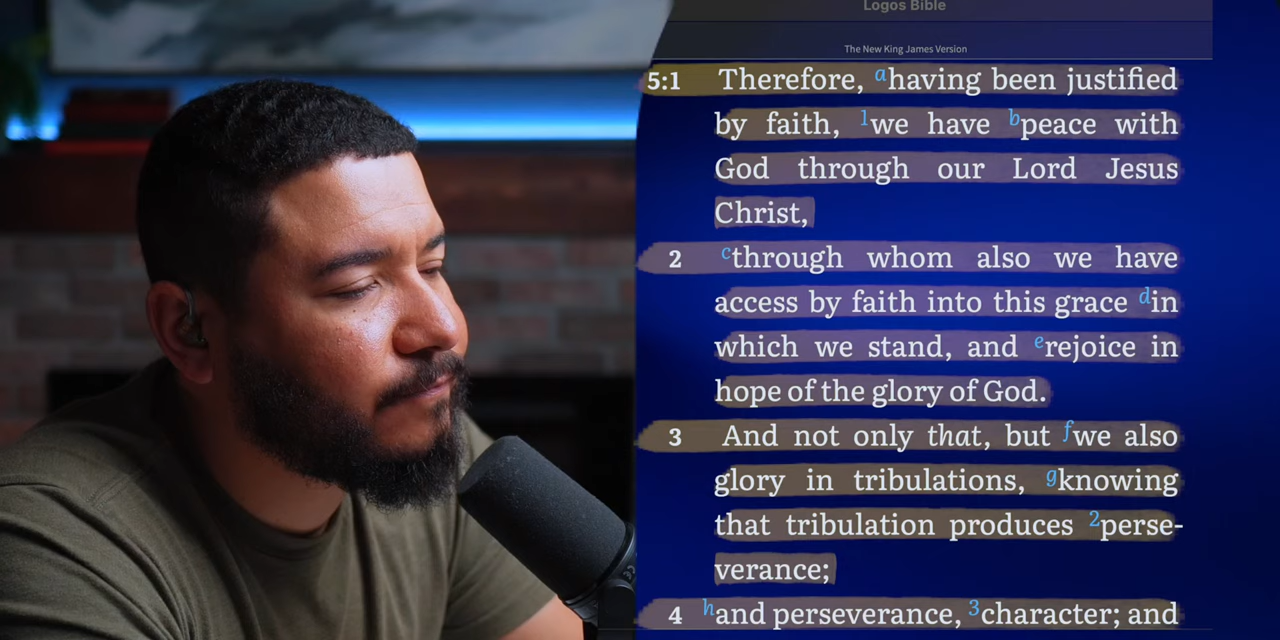 Logos Bible
The New King James Version
5:1 Therefore, ᵃhaving been justified
by faith, ¹we have ᵇpeace with
God through our Lord Jesus
Christ,
2 ᶜthrough whom also we have
access by faith into this grace ᵈin
which we stand, and ᵉrejoice in
hope of the glory of God.
3 And not only that, but ᶠwe also
glory in tribulations, ᵍknowing
that tribulation produces ²perse-
verance;
4 ʰand perseverance, ³character; and